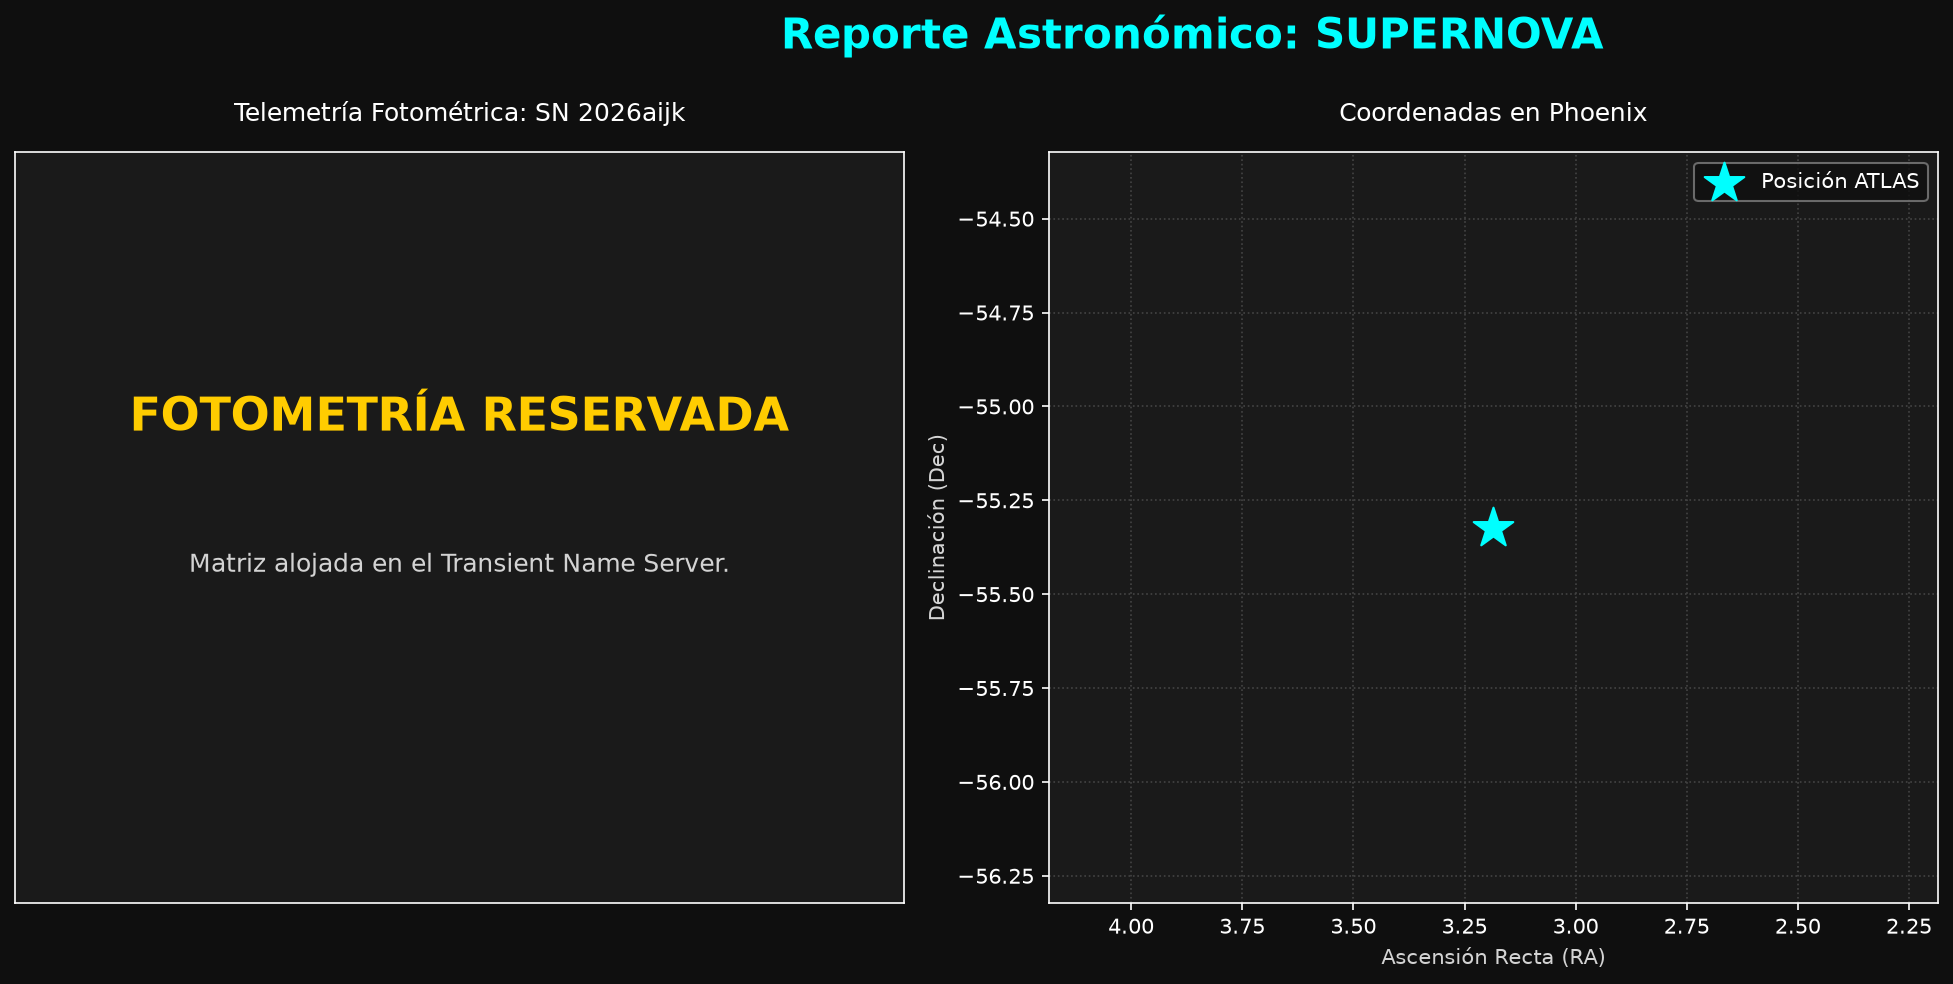 Reporte Astronómico: SUPERNOVA
Telemetría Fotométrica: SN 2026aijk
FOTOMETRÍA RESERVADA
Matriz alojada en el Transient Name Server.
Coordenadas en Phoenix
Posición ATLAS
Declinación (Dec)
−54.50
−54.75
−55.00
−55.25
−55.50
−55.75
−56.00
−56.25
4.00 3.75 3.50 3.25 3.00 2.75 2.50 2.25
Ascensión Recta (RA)